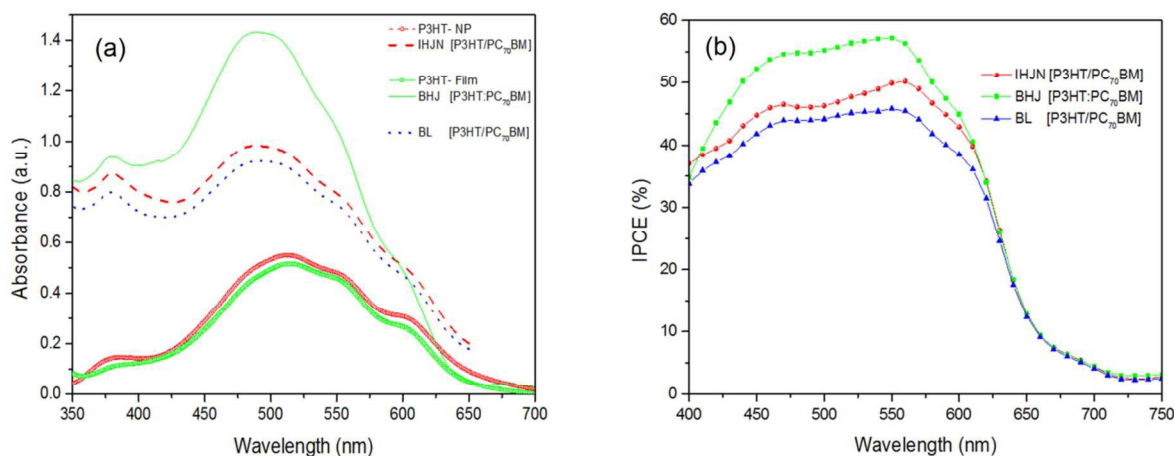 (a)
P3HT- NP
IHJN [P3HT/PC₇₀BM]
P3HT- Film
BHJ [P3HT:PC₇₀BM]
BL [P3HT/PC₇₀BM]
Absorbance (a.u.)
1.4
1.2
1.0
0.8
0.6
0.4
0.2
0.0
350 400 450 500 550 600 650 700
Wavelength (nm)
(b)
IHJN [P3HT/PC₇₀BM]
BHJ [P3HT:PC₇₀BM]
BL [P3HT/PC₇₀BM]
IPCE (%)
60
50
40
30
20
10
0
400 450 500 550 600 650 700 750
Wavelength (nm)